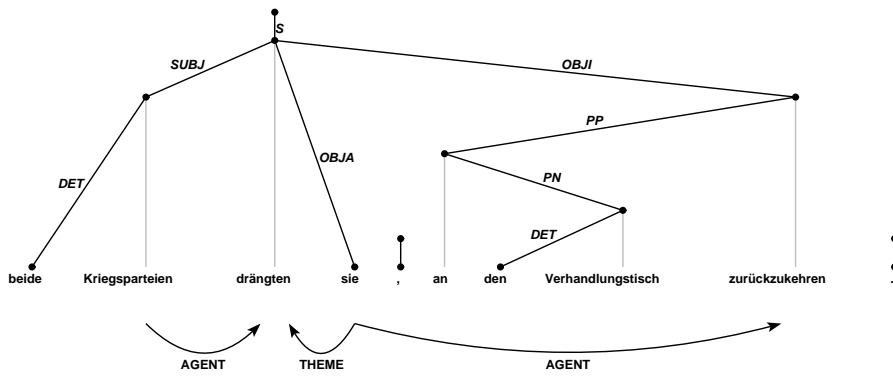 S
SUBJ
OBJI
PP
OBJA
DET
PN
DET
beide Kriegsparteien drängten sie , an den Verhandlungstisch zurückzukehren .
AGENT THEME AGENT